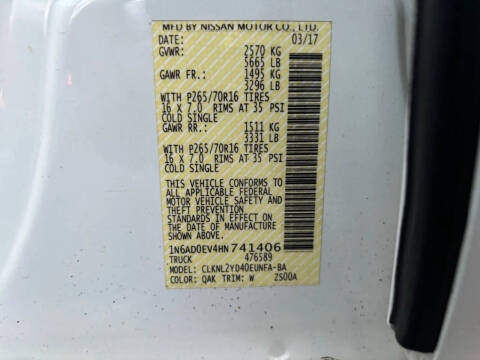 MFD BY NISSAN MOTOR CO., LTD.
DATE: 03/17
GVWR: 2570 KG
5665 LB
GAWR FR.: 1495 KG
3296 LB
WITH P265/70R16 TIRES
16 X 7.0 RIMS AT 35 PSI
COLD SINGLE
GAWR RR.: 1511 KG
3331 LB
WITH P265/70R16 TIRES
16 X 7.0 RIMS AT 35 PSI
COLD SINGLE
THIS VEHICLE CONFORMS TO
ALL APPLICABLE FEDERAL
MOTOR VEHICLE SAFETY AND
THEFT PREVENTION
STANDARDS IN EFFECT ON
THE DATE OF MANUFACTURE
SHOWN ABOVE.
1N6AD0EV4HN741406
TRUCK 476589
MODEL: CLKNL2YD40EUNFA-BA
COLOR: QAK TRIM: W 2S00A